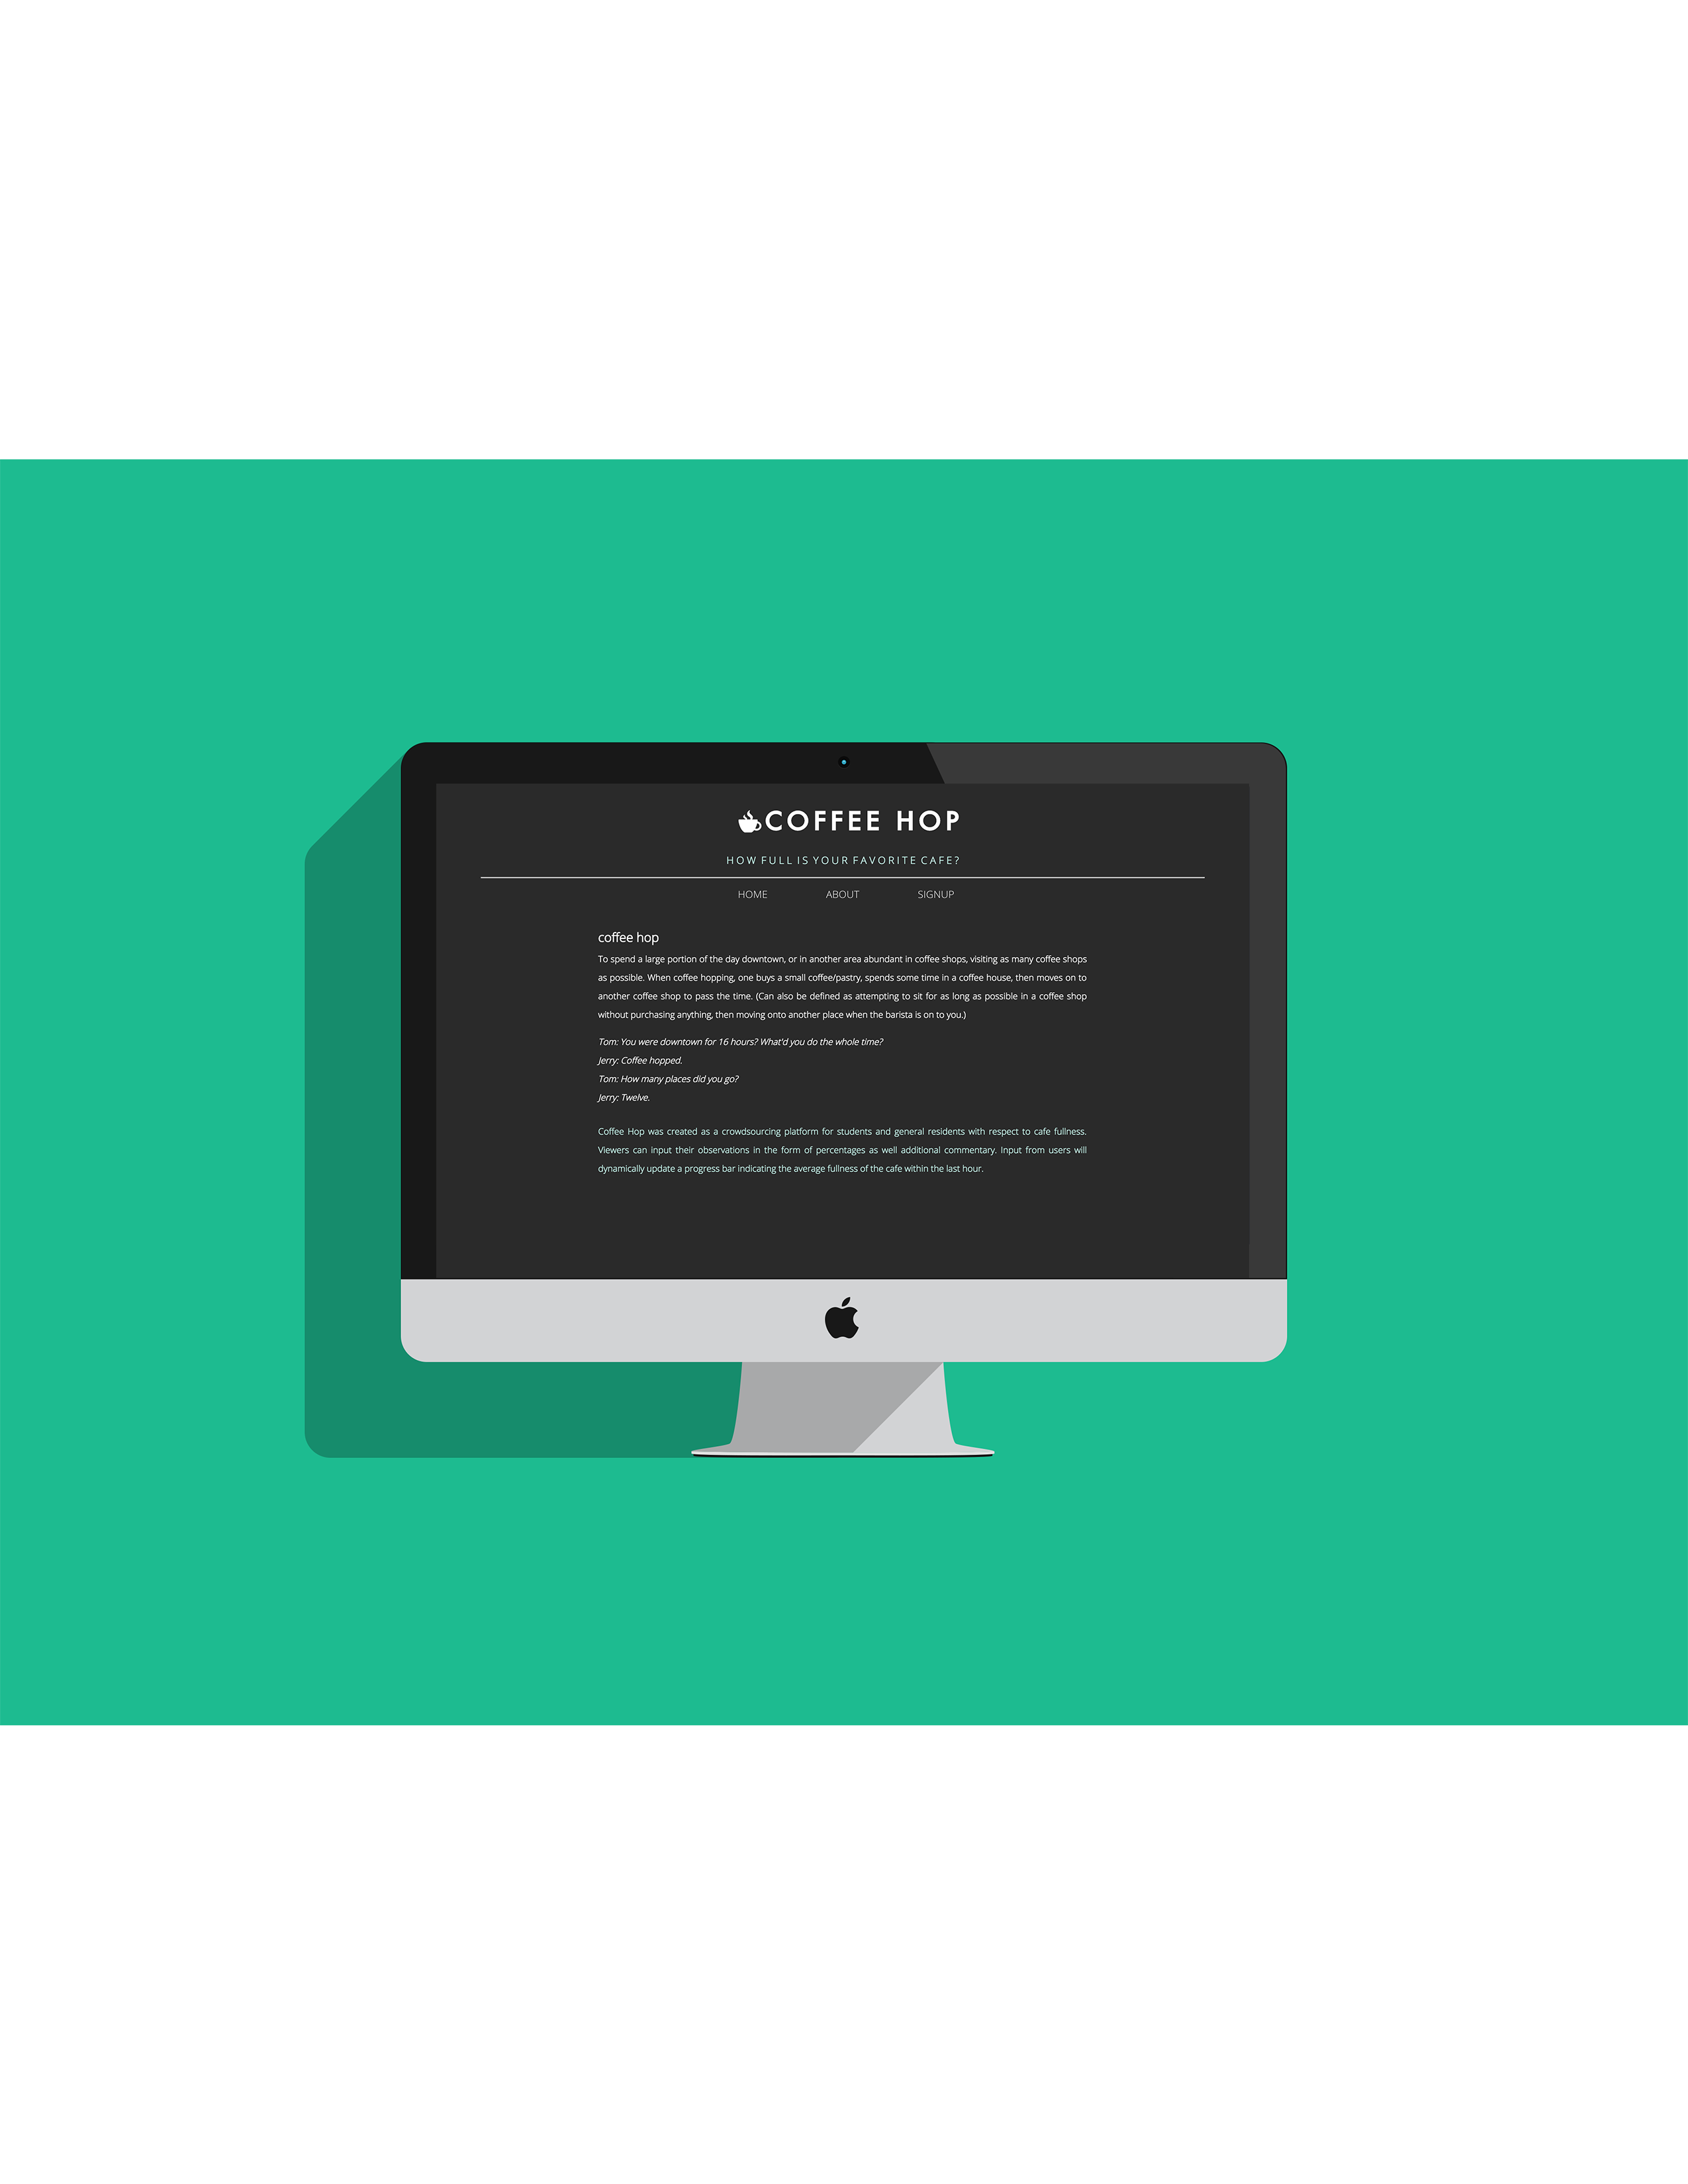 COFFEE HOP
HOW FULL IS YOUR FAVORITE CAFE?
HOME ABOUT SIGNUP
coffee hop
To spend a large portion of the day downtown, or in another area abundant in coffee shops, visiting as many coffee shops
as possible. When coffee hopping, one buys a small coffee/pastry, spends some time in a coffee house, then moves on to
another coffee shop to pass the time. (Can also be defined as attempting to sit for as long as possible in a coffee shop
without purchasing anything, then moving onto another place when the barista is on to you.)
Tom: You were downtown for 16 hours? What'd you do the whole time?
Jerry: Coffee hopped.
Tom: How many places did you go?
Jerry: Twelve.
Coffee Hop was created as a crowdsourcing platform for students and general residents with respect to cafe fullness.
Viewers can input their observations in the form of percentages as well additional commentary. Input from users will
dynamically update a progress bar indicating the average fullness of the cafe within the last hour.